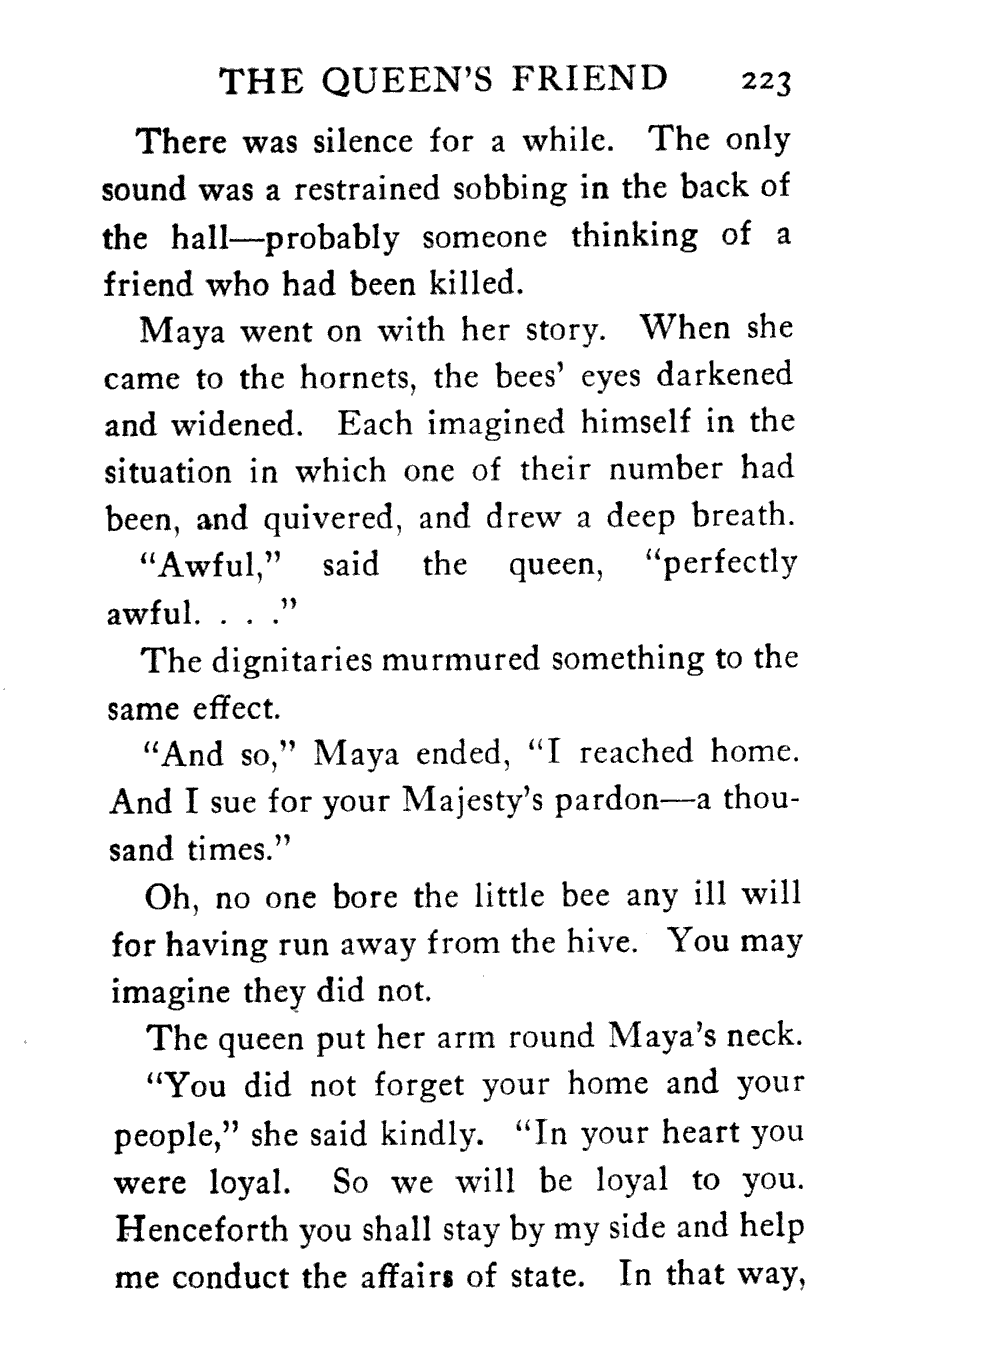 THE QUEEN'S FRIEND 223
There was silence for a while. The only
sound was a restrained sobbing in the back of
the hall—probably someone thinking of a
friend who had been killed.
Maya went on with her story. When she
came to the hornets, the bees' eyes darkened
and widened. Each imagined himself in the
situation in which one of their number had
been, and quivered, and drew a deep breath.
“Awful,” said the queen, “perfectly
awful. . . .”
The dignitaries murmured something to the
same effect.
“And so,” Maya ended, “I reached home.
And I sue for your Majesty's pardon—a thou-
sand times.”
Oh, no one bore the little bee any ill will
for having run away from the hive. You may
imagine they did not.
The queen put her arm round Maya's neck.
“You did not forget your home and your
people,” she said kindly. “In your heart you
were loyal. So we will be loyal to you.
Henceforth you shall stay by my side and help
me conduct the affairs of state. In that way,